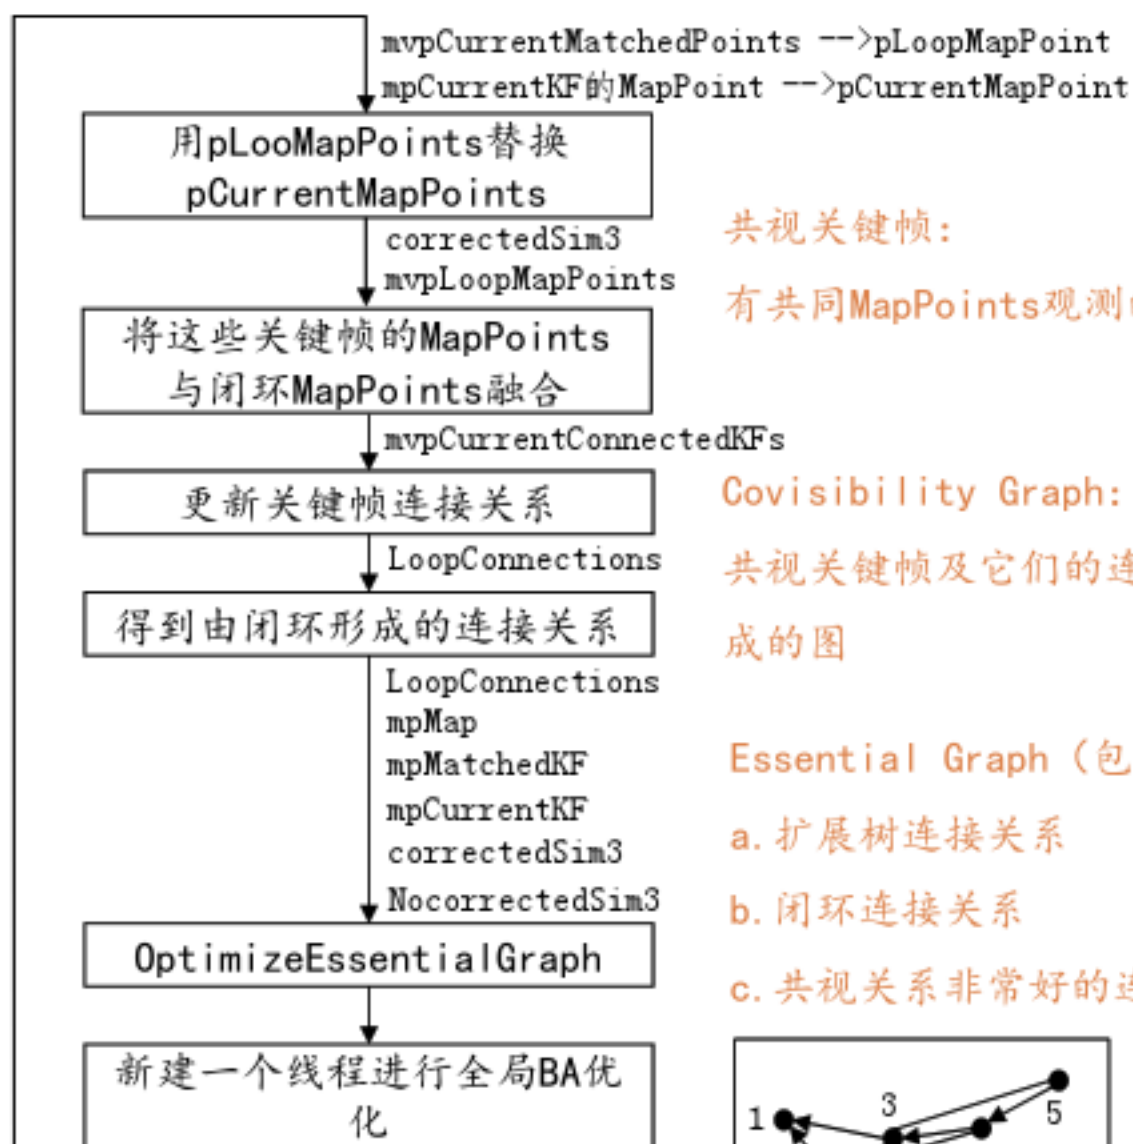 mvpCurrentMatchedPoints -->pLoopMapPoint
mpCurrentKF的MapPoint -->pCurrentMapPoint
用pLooMapPoints替换
pCurrentMapPoints
correctedSim3
mvpLoopMapPoints
将这些关键帧的MapPoints
与闭环MapPoints融合
mvpCurrentConnectedKFs
更新关键帧连接关系
LoopConnections
得到由闭环形成的连接关系
LoopConnections
mpMap
mpMatchedKF
mpCurrentKF
correctedSim3
NocorrectedSim3
OptimizeEssentialGraph
新建一个线程进行全局BA优
化
共视关键帧:
有共同MapPoints观测
Covisibility Graph:
共视关键帧及它们的连
成的图
Essential Graph（包
a.扩展树连接关系
b.闭环连接关系
c.共视关系非常好的连
1
3
5